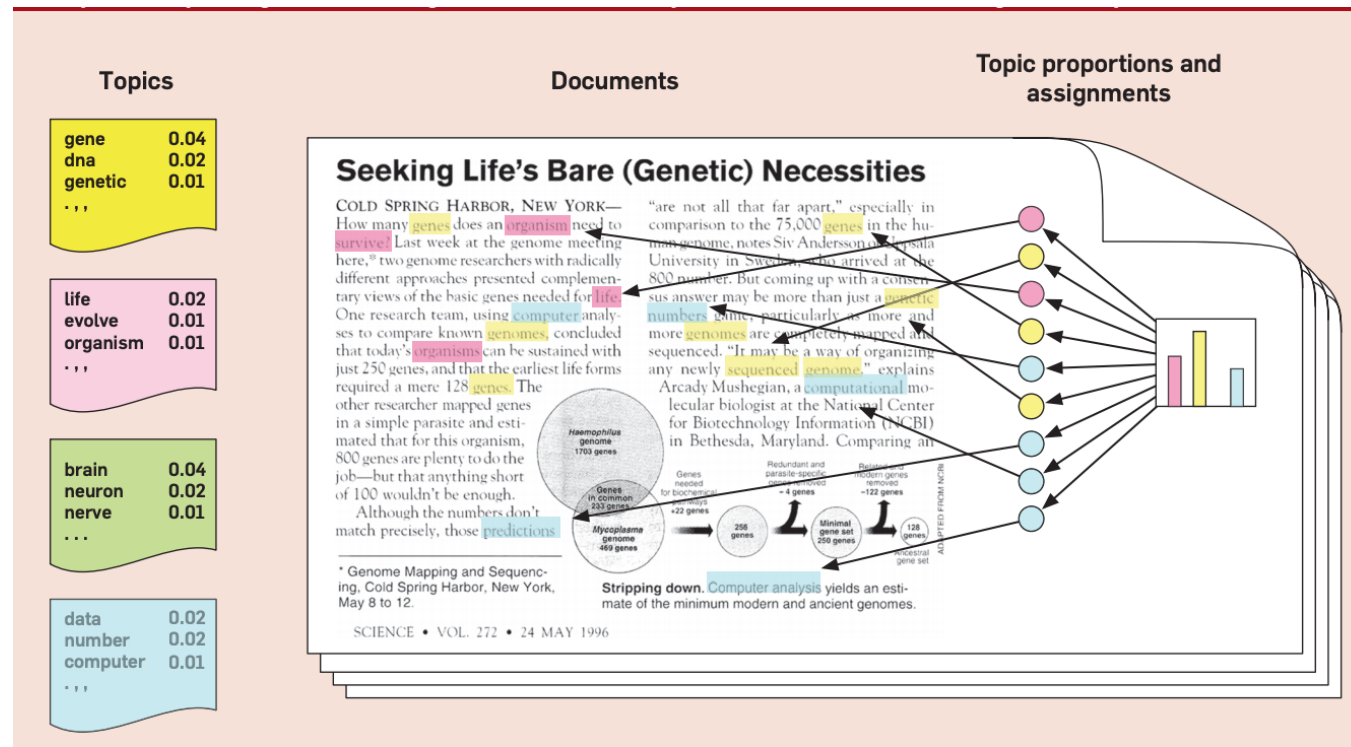 Topics
gene 0.04
dna 0.02
genetic 0.01
. , ,
life 0.02
evolve 0.01
organism 0.01
. , ,
brain 0.04
neuron 0.02
nerve 0.01
...
data 0.02
number 0.02
computer 0.01
. , ,
Documents
Seeking Life's Bare (Genetic) Necessities
COLD SPRING HARBOR, NEW YORK—
How many genes does an organism need to
survive? Last week at the genome meeting
here,* two genome researchers with radically
different approaches presented complemen-
tary views of the basic genes needed for life.
One research team, using computer analy-
ses to compare known genomes, concluded
that today's organisms can be sustained with
just 250 genes, and that the earliest life forms
required a mere 128 genes. The
other researcher mapped genes
in a simple parasite and esti-
mated that for this organism,
800 genes are plenty to do the
job—but that anything short
of 100 wouldn't be enough.
Although the numbers don't
match precisely, those predictions
* Genome Mapping and Sequenc-
ing, Cold Spring Harbor, New York,
May 8 to 12.
"are not all that far apart," especially in
comparison to the 75,000 genes in the hu-
man genome, notes Siv Andersson of Uppsala
University in Sweden, who arrived at the
800 number. But coming up with a consen-
sus answer may be more than just a genetic
numbers game, particularly as more and
more genomes are completely mapped and
sequenced. "It may be a way of organizing
any newly sequenced genome," explains
Arcady Mushegian, a computational mo-
lecular biologist at the National Center
for Biotechnology Information (NCBI)
in Bethesda, Maryland. Comparing an
Haemophilus
genome
1703 genes
Genes
in common
233 genes
Mycoplasma
genome
469 genes
Genes
needed
for biochemical
pathways
+22 genes
256
genes
Redundant and
parasite-specific
genes removed
–4 genes
Minimal
gene set
250 genes
Related and
modern genes
removed
–122 genes
128
genes
Ancestral
gene set
ADAPTED FROM NCBI
Stripping down. Computer analysis yields an esti-
mate of the minimum modern and ancient genomes.
SCIENCE • VOL. 272 • 24 MAY 1996
Topic proportions and
assignments